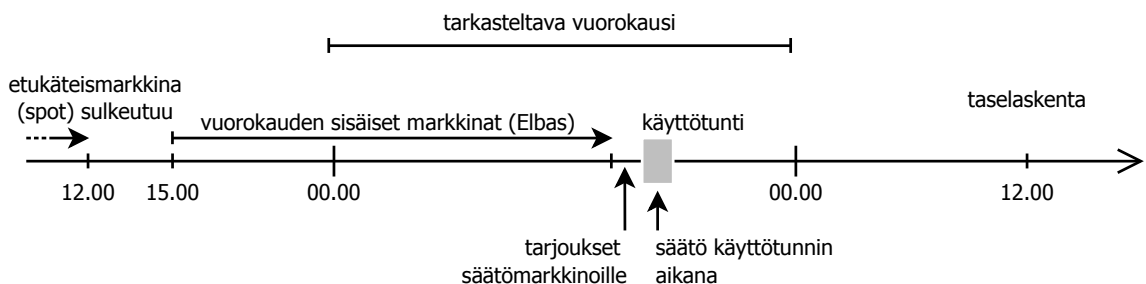 tarkasteltava vuorokausi
etukäteismarkkina
(spot) sulkeutuu
vuorokauden sisäiset markkinat (Elbas)
käyttötunti
taselaskenta
12.00
15.00
00.00
00.00
12.00
tarjoukset
säätömarkkinoille
säätö käyttötunnin
aikana